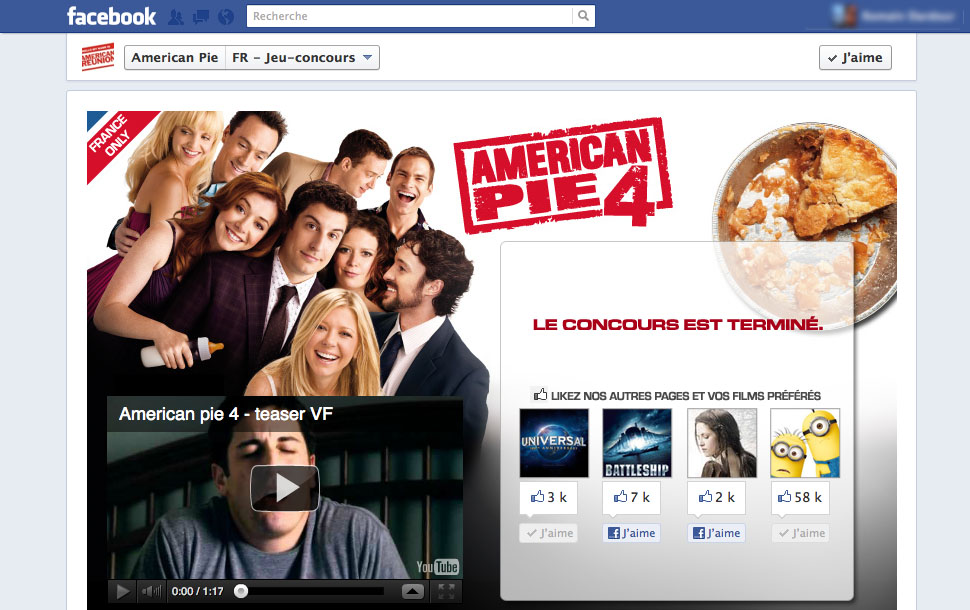 facebook
Recherche
AMERICAN
REUNION
American Pie
FR – Jeu-concours
J'aime
FRANCE
ONLY
AMERICAN
PIE 4
LE CONCOURS EST TERMINÉ.
LIKEZ NOS AUTRES PAGES ET VOS FILMS PRÉFÉRÉS
UNIVERSAL
BATTLESHIP
3 k
7 k
2 k
58 k
J'aime
J'aime
J'aime
J'aime
American pie 4 - teaser VF
YouTube
0:00 / 1:17